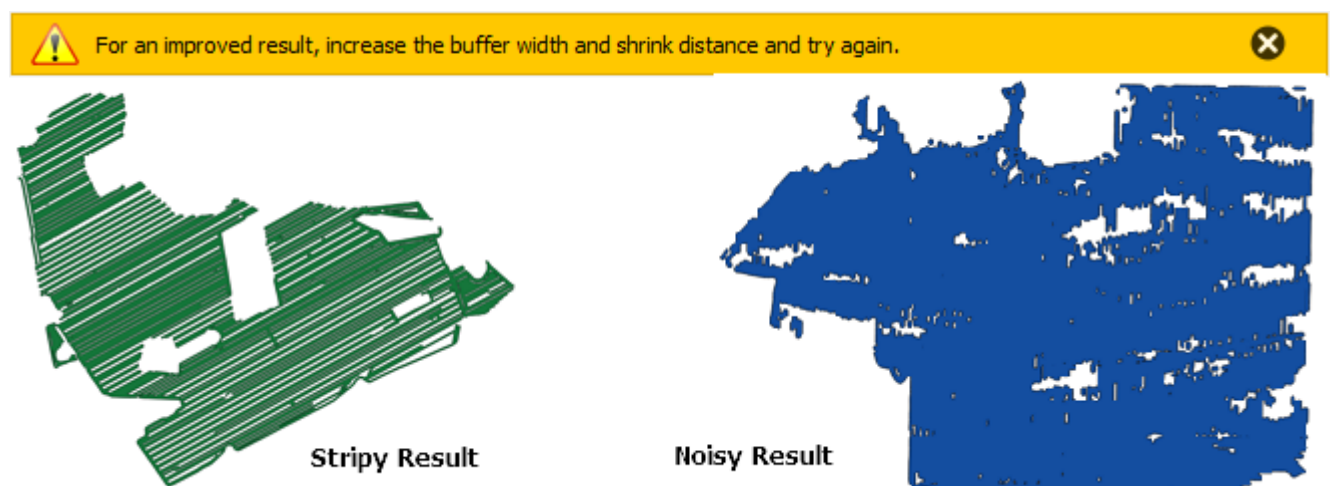 For an improved result, increase the buffer width and shrink distance and try again.
Stripy Result
Noisy Result